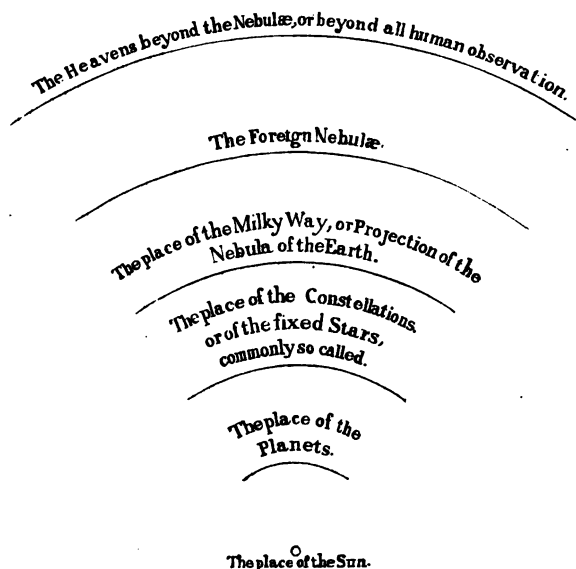 The Heavens beyond the Nebulæ, or beyond all human observation.
The Foreign Nebulæ.
The place of the Milky Way, or Projection of the
Nebula of the Earth.
The place of the Constellations.
or of the fixed Stars,
commonly so called.
The place of the
Planets.
The place of the Sun.